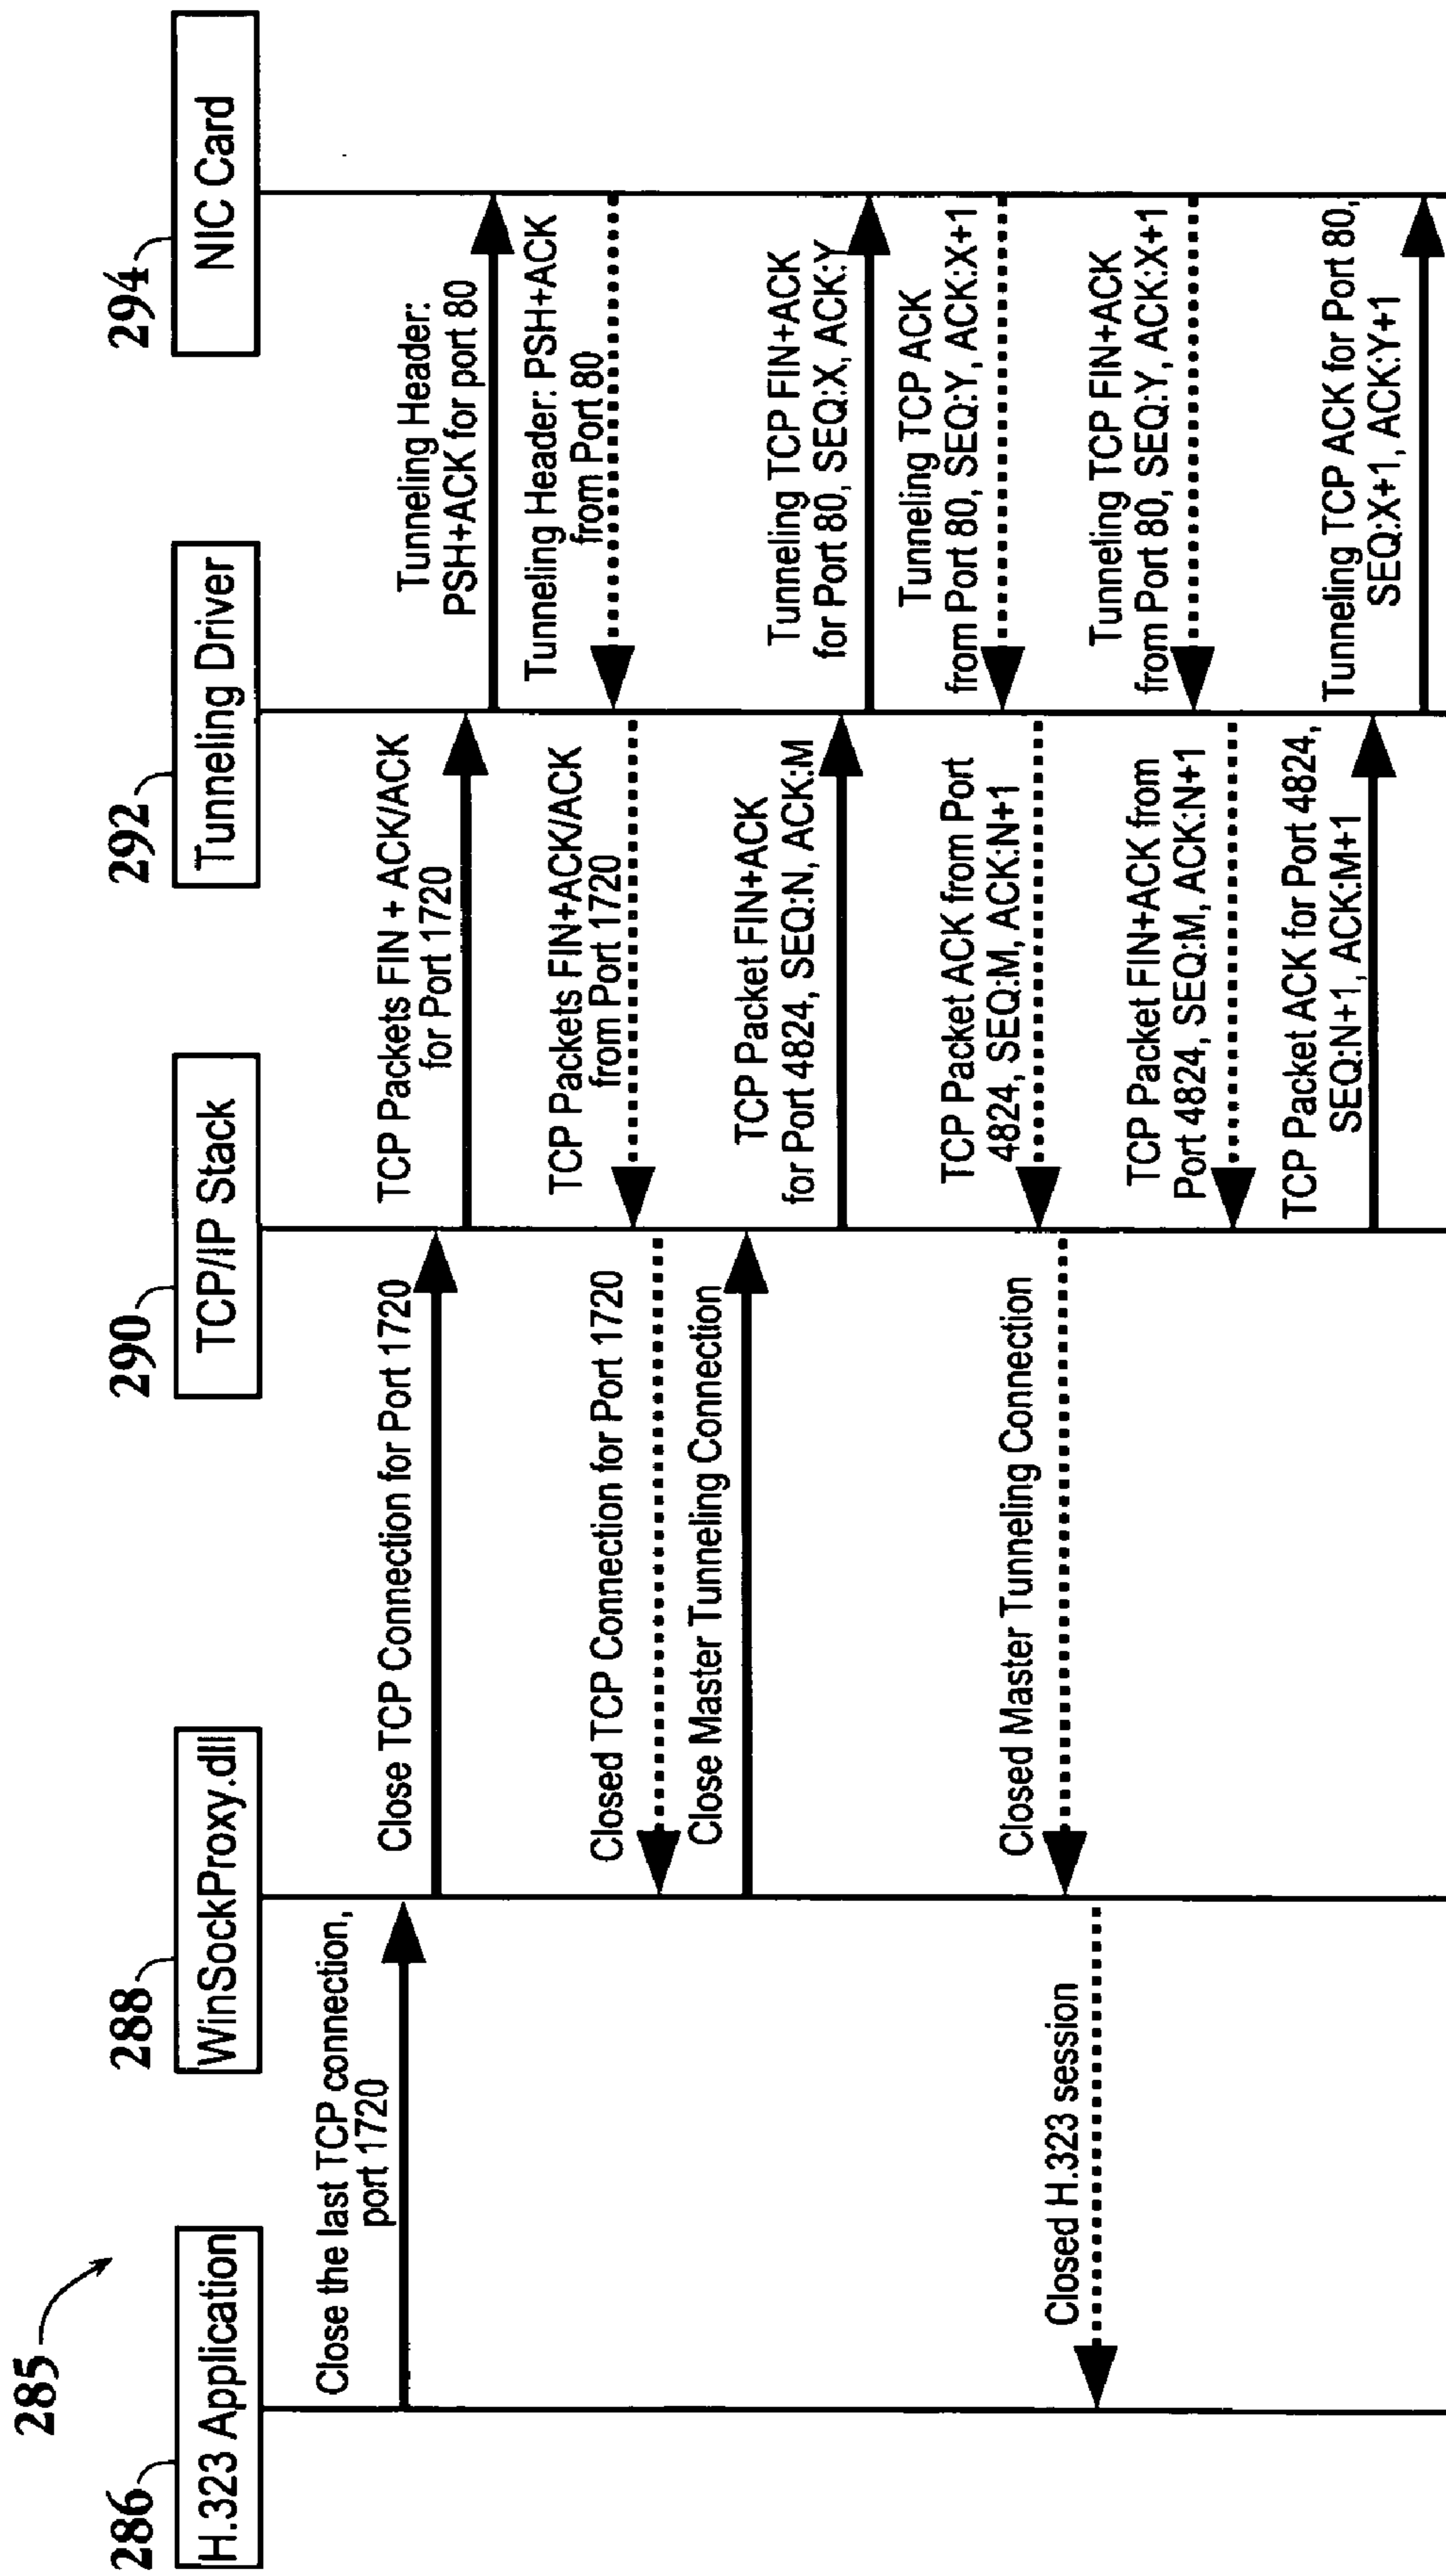 285
286
H.323 Application
288
WinSockProxy.dll
290
TCP/IP Stack
292
Tunneling Driver
294
NIC Card
Close the last TCP connection,
port 1720
Close TCP Connection for Port 1720
TCP Packets FIN + ACK/ACK
for Port 1720
Tunneling Header:
PSH+ACK for port 80
Tunneling Header: PSH+ACK
from Port 80
TCP Packets FIN+ACK/ACK
from Port 1720
Closed TCP Connection for Port 1720
Close Master Tunneling Connection
TCP Packet FIN+ACK
for Port 4824, SEQ:N, ACK:M
Tunneling TCP FIN+ACK
for Port 80, SEQ:X, ACK:Y
Tunneling TCP ACK
from Port 80, SEQ:Y, ACK:X+1
TCP Packet ACK from Port
4824, SEQ:M, ACK:N+1
Closed Master Tunneling Connection
Closed H.323 session
Tunneling TCP FIN+ACK
from Port 80, SEQ:Y, ACK:X+1
TCP Packet FIN+ACK from
Port 4824, SEQ:M, ACK:N+1
TCP Packet ACK for Port 4824,
SEQ:N+1, ACK:M+1
Tunneling TCP ACK for Port 80,
SEQ:X+1, ACK:Y+1